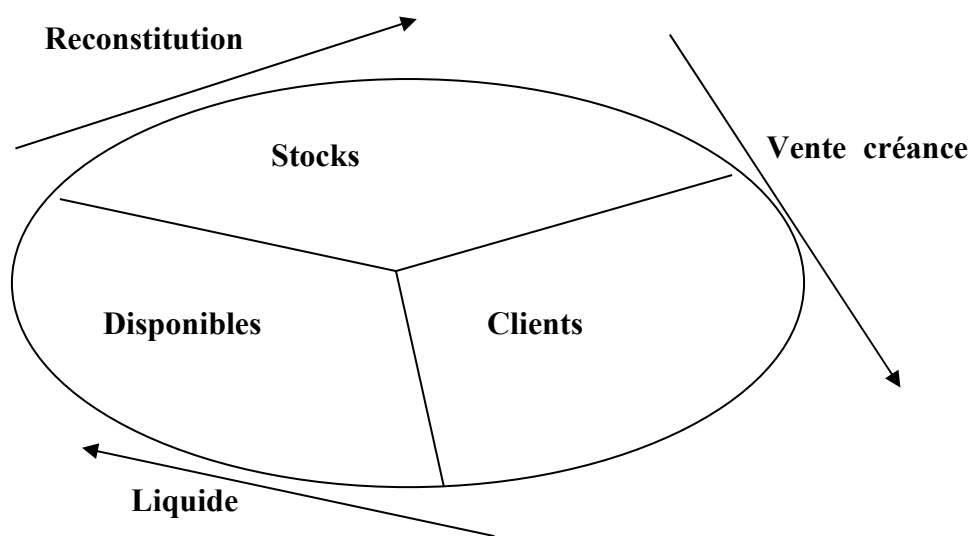 Reconstitution
Stocks
Vente créance
Disponibles
Clients
Liquide